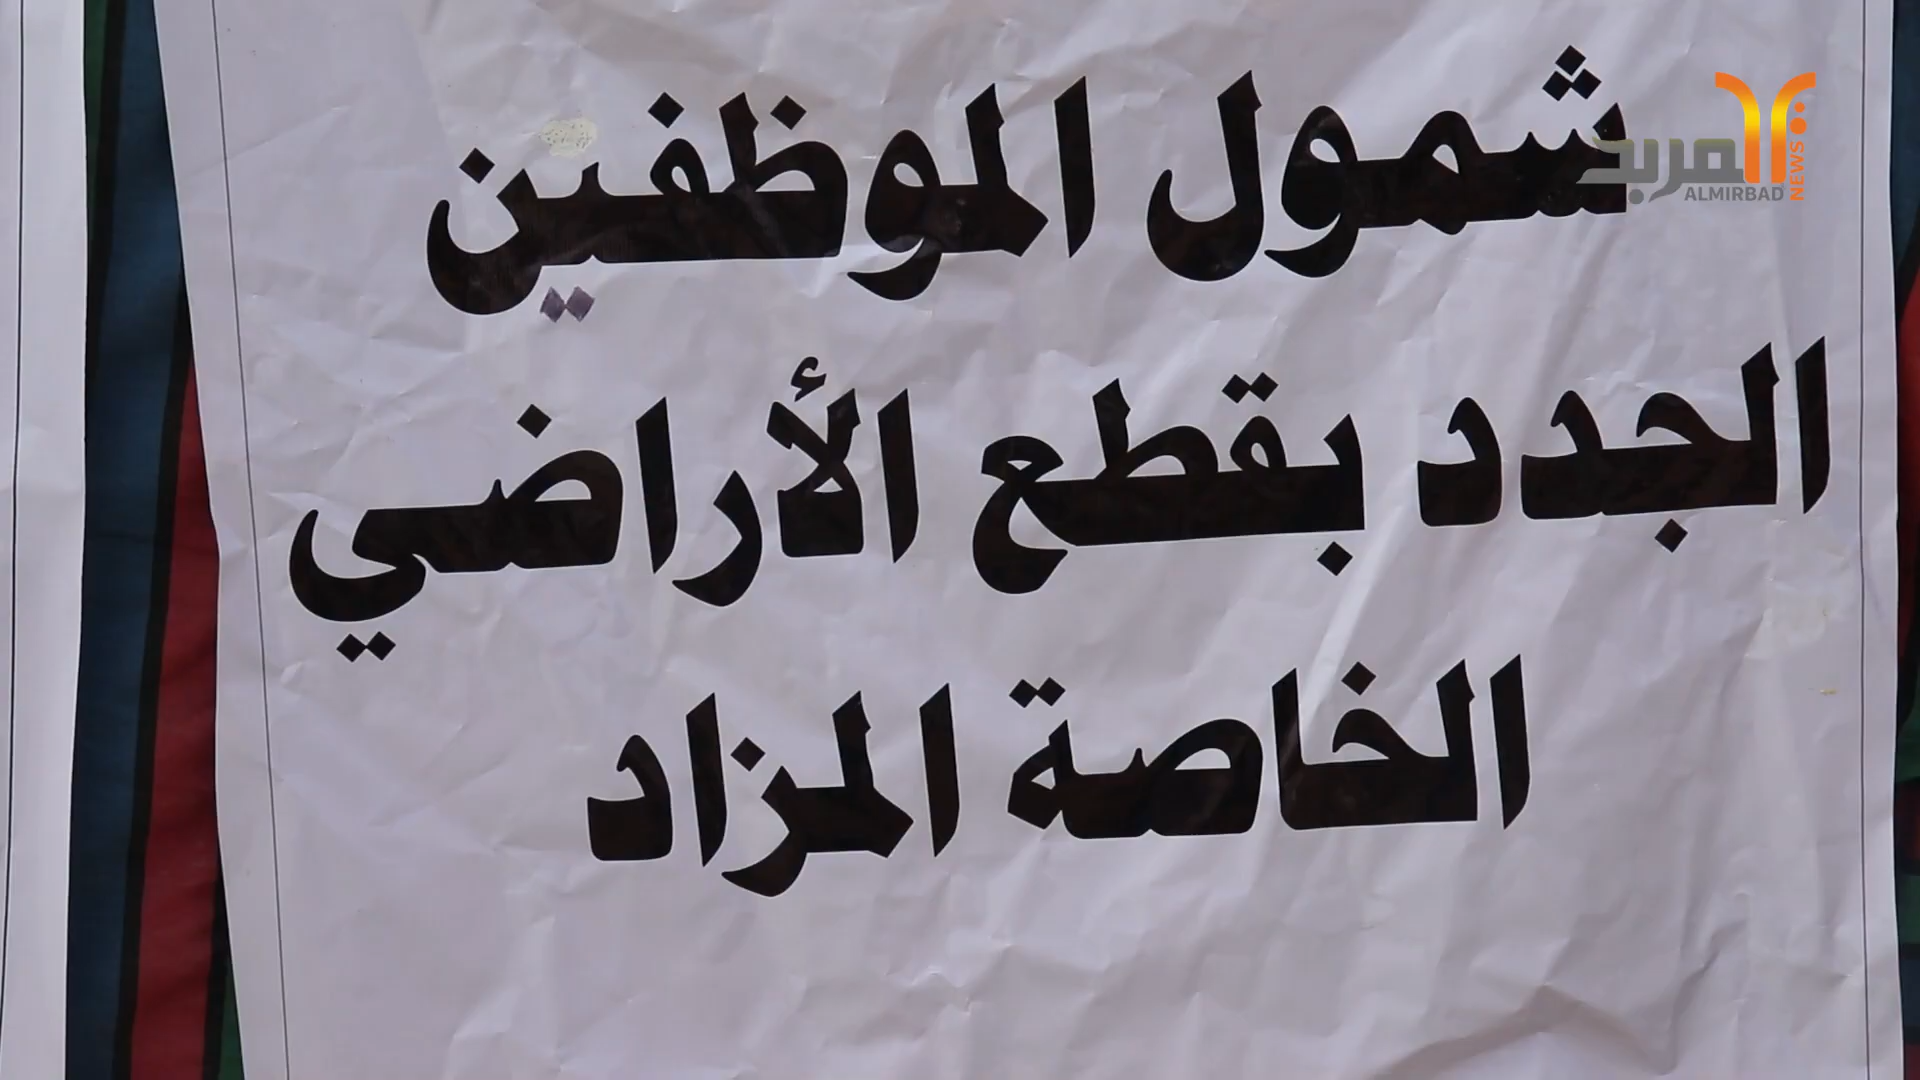 شمول الموظفين
الجدد بقطع الأراضي
الخاصة المزاد
المربد
ALMIRBAD
NEWS